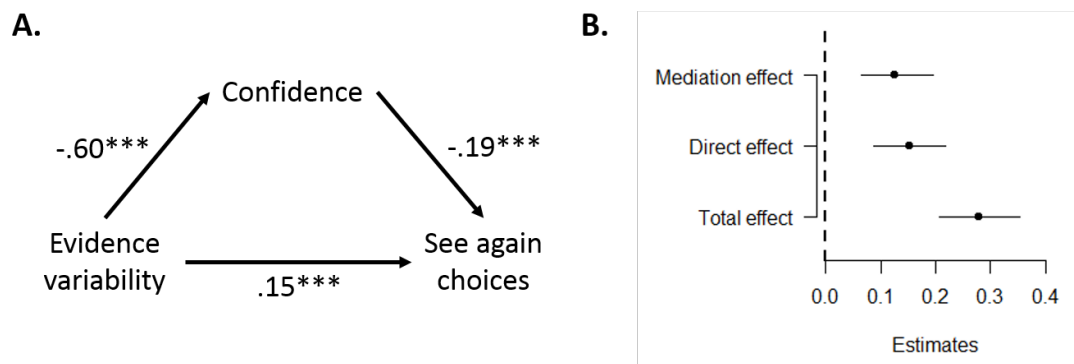 A.
Confidence
-.60***
-.19***
Evidence
variability
See again
choices
.15***
B.
Mediation effect
Direct effect
Total effect
0.0 0.1 0.2 0.3 0.4
Estimates